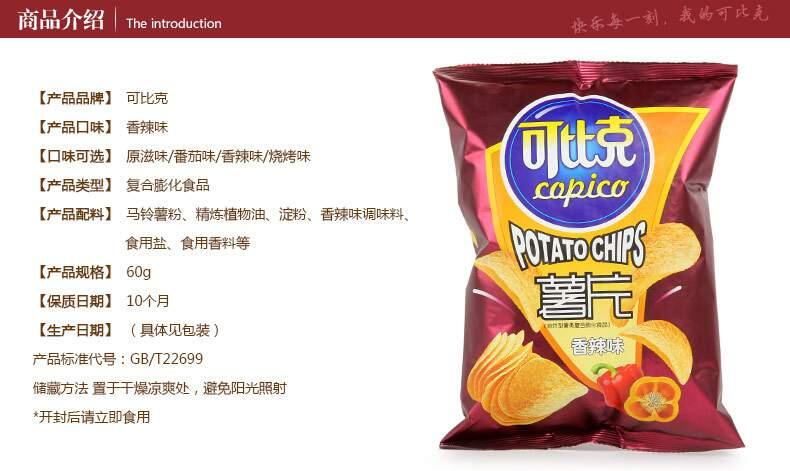 商品介绍 The introduction
快乐每一刻，我的可比克
【产品品牌】 可比克
【产品口味】 香辣味
【口味可选】 原滋味/番茄味/香辣味/烧烤味
【产品类型】 复合膨化食品
【产品配料】 马铃薯粉、精炼植物油、淀粉、香辣味调味料、
食用盐、食用香料等
【产品规格】 60g
【保质日期】 10个月
【生产日期】 （具体见包装）
产品标准代号：GB/T22699
储藏方法 置于干燥凉爽处，避免阳光照射
*开封后请立即食用
可比克
copico
POTATO CHIPS
薯片
香辣味